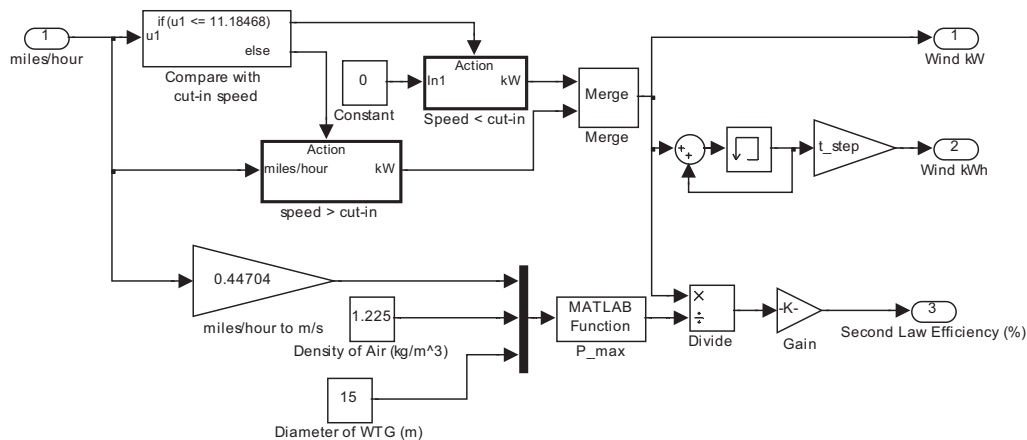 1
miles/hour
if(u1 <= 11.18468)
u1
else
Compare with
cut-in speed
0
Constant
Action
In1
kW
Speed < cut-in
Merge
Merge
1
Wind kW
Action
miles/hour
kW
speed > cut-in
+
+
t_step
2
Wind kWh
0.44704
miles/hour to m/s
1.225
Density of Air (kg/m^3)
15
Diameter of WTG (m)
MATLAB
Function
P_max
×
÷
Divide
-K-
Gain
3
Second Law Efficiency (%)